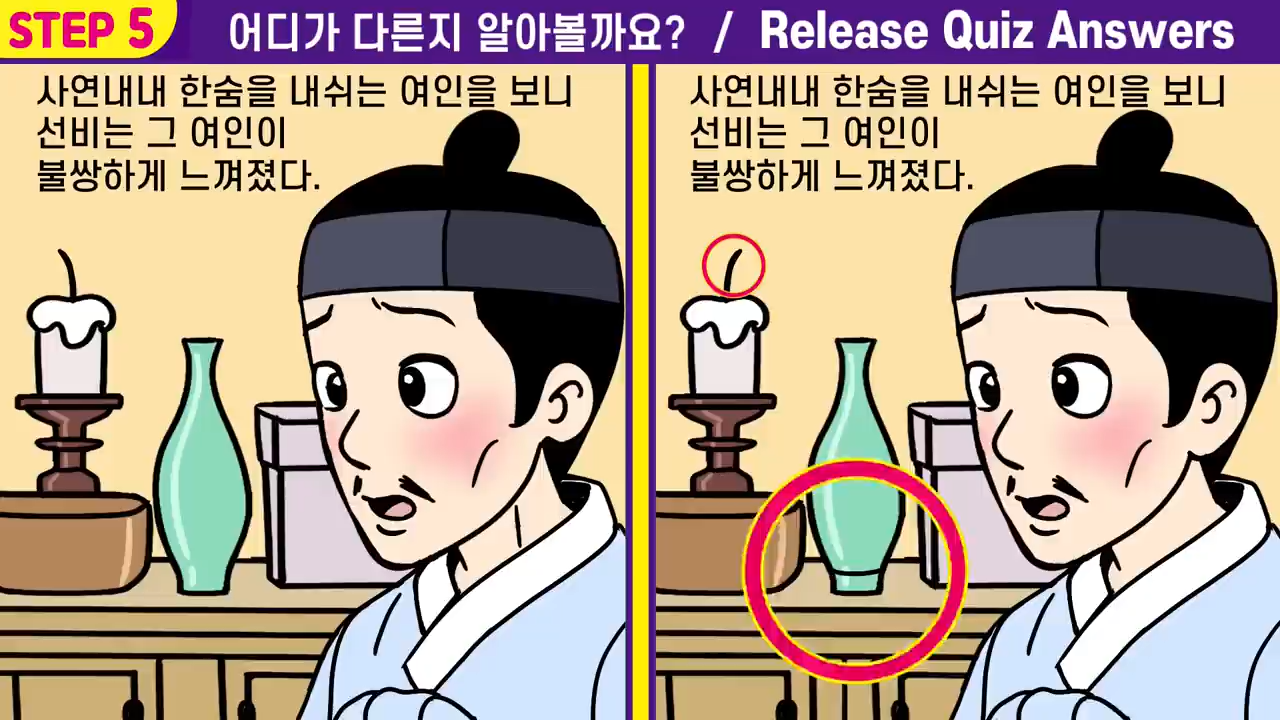 STEP 5
어디가 다른지 알아볼까요? / Release Quiz Answers
사연내내 한숨을 내쉬는 여인을 보니
선비는 그 여인이
불쌍하게 느껴졌다.
사연내내 한숨을 내쉬는 여인을 보니
선비는 그 여인이
불쌍하게 느껴졌다.